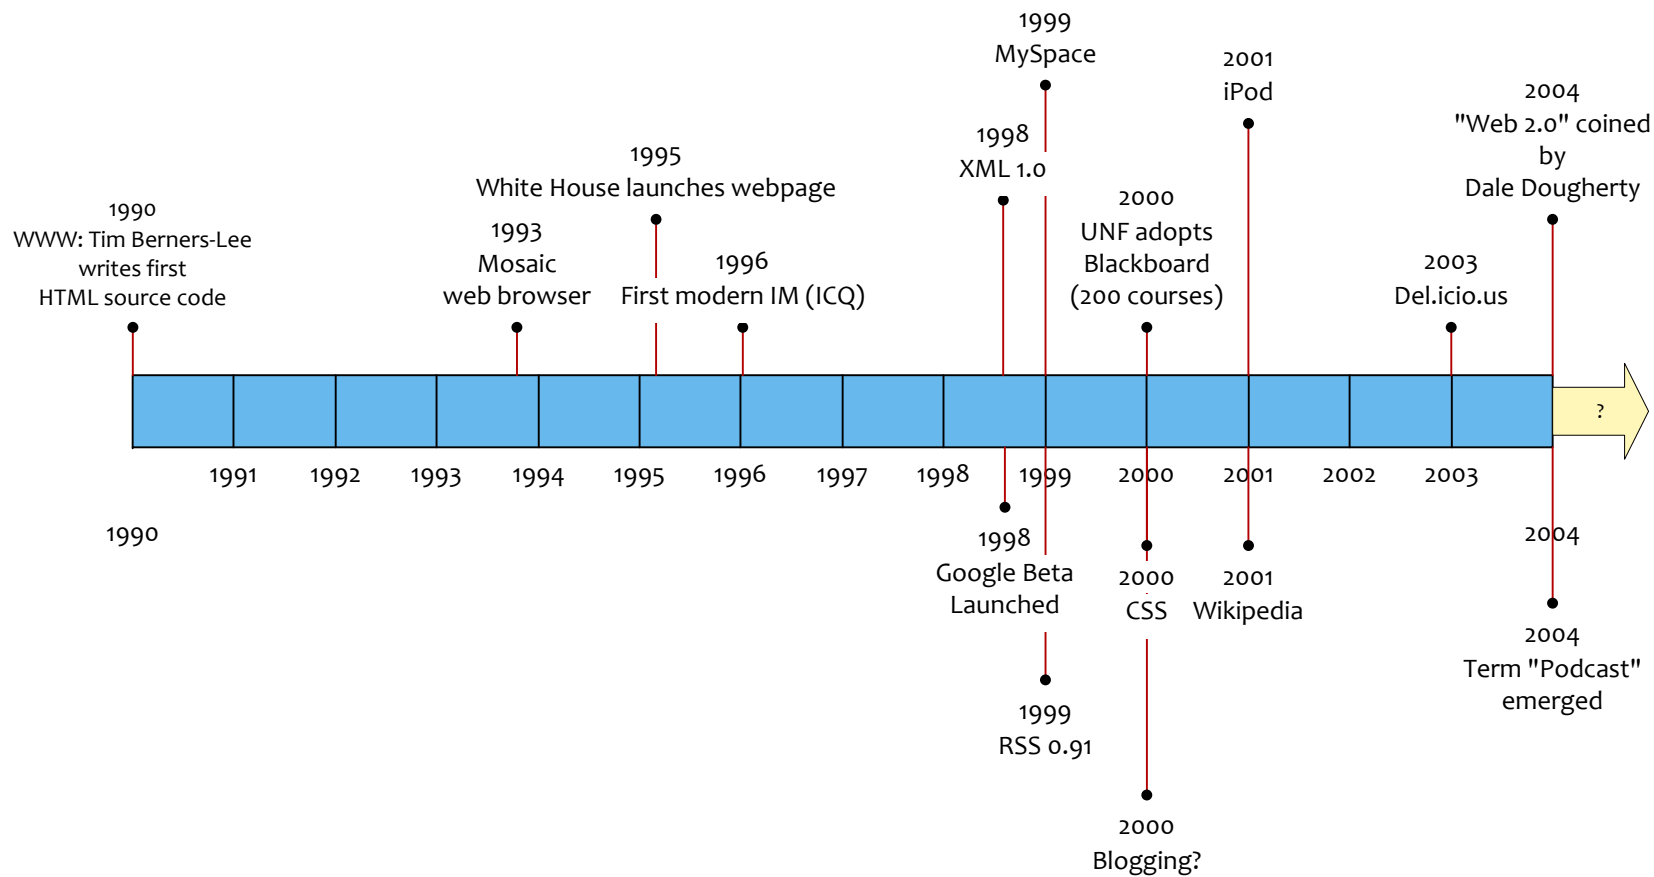 1999
MySpace
2001
iPod
2004
"Web 2.0" coined
by
Dale Dougherty
1998
XML 1.0
1995
White House launches webpage
2000
UNF adopts
Blackboard
(200 courses)
1990
WWW: Tim Berners-Lee
writes first
HTML source code
1993
Mosaic
web browser
1996
First modern IM (ICQ)
2003
Del.icio.us
?
1991 1992 1993 1994 1995 1996 1997 1998 1999 2000 2001 2002 2003
1990 2004
1998
Google Beta
Launched
2000
CSS
2001
Wikipedia
2004
Term "Podcast"
emerged
1999
RSS 0.91
2000
Blogging?